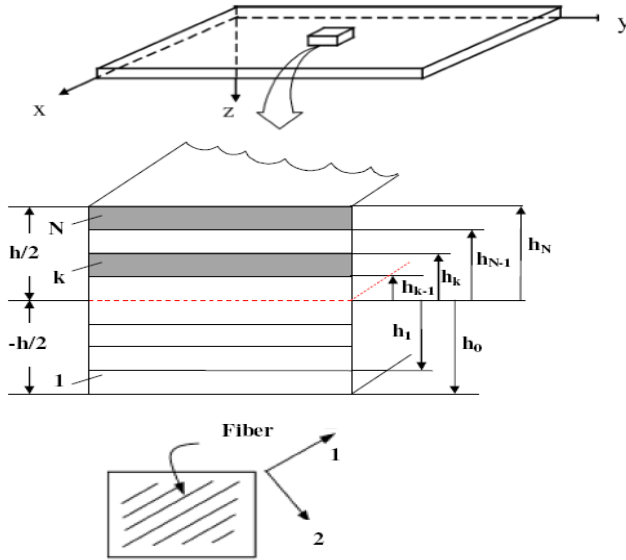 y
x
z
N
h/2
k
h_N
h_{N-1}
h_k
h_{k-1}
-h/2
h_1
h_0
1
Fiber
1
2